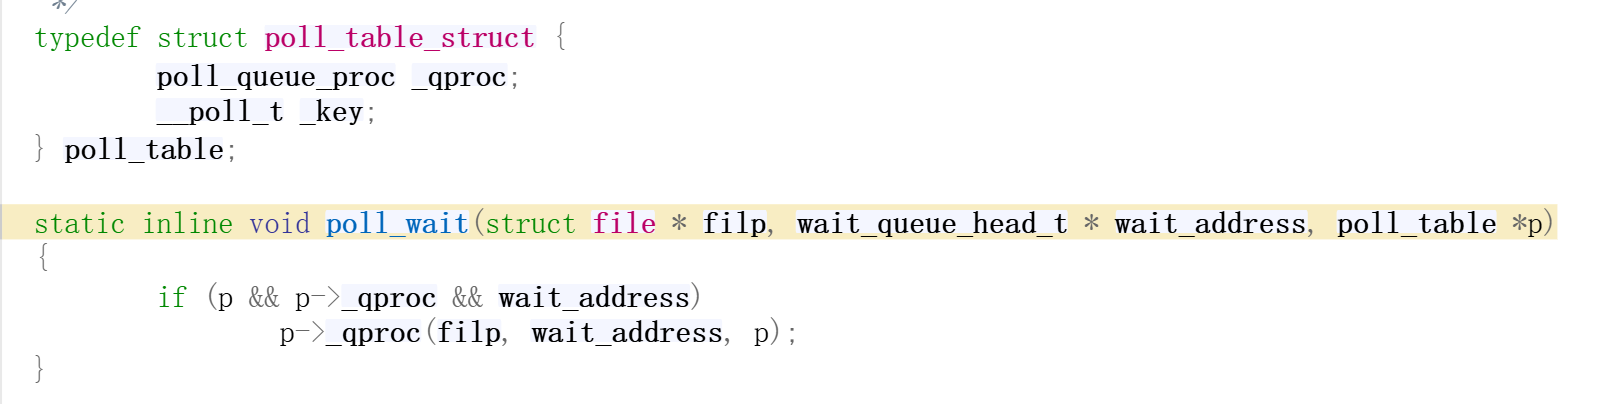 */
typedef struct poll_table_struct {
        poll_queue_proc _qproc;
        __poll_t _key;
} poll_table;

static inline void poll_wait(struct file * filp, wait_queue_head_t * wait_address, poll_table *p)
{
        if (p && p->_qproc && wait_address)
                p->_qproc(filp, wait_address, p);
}